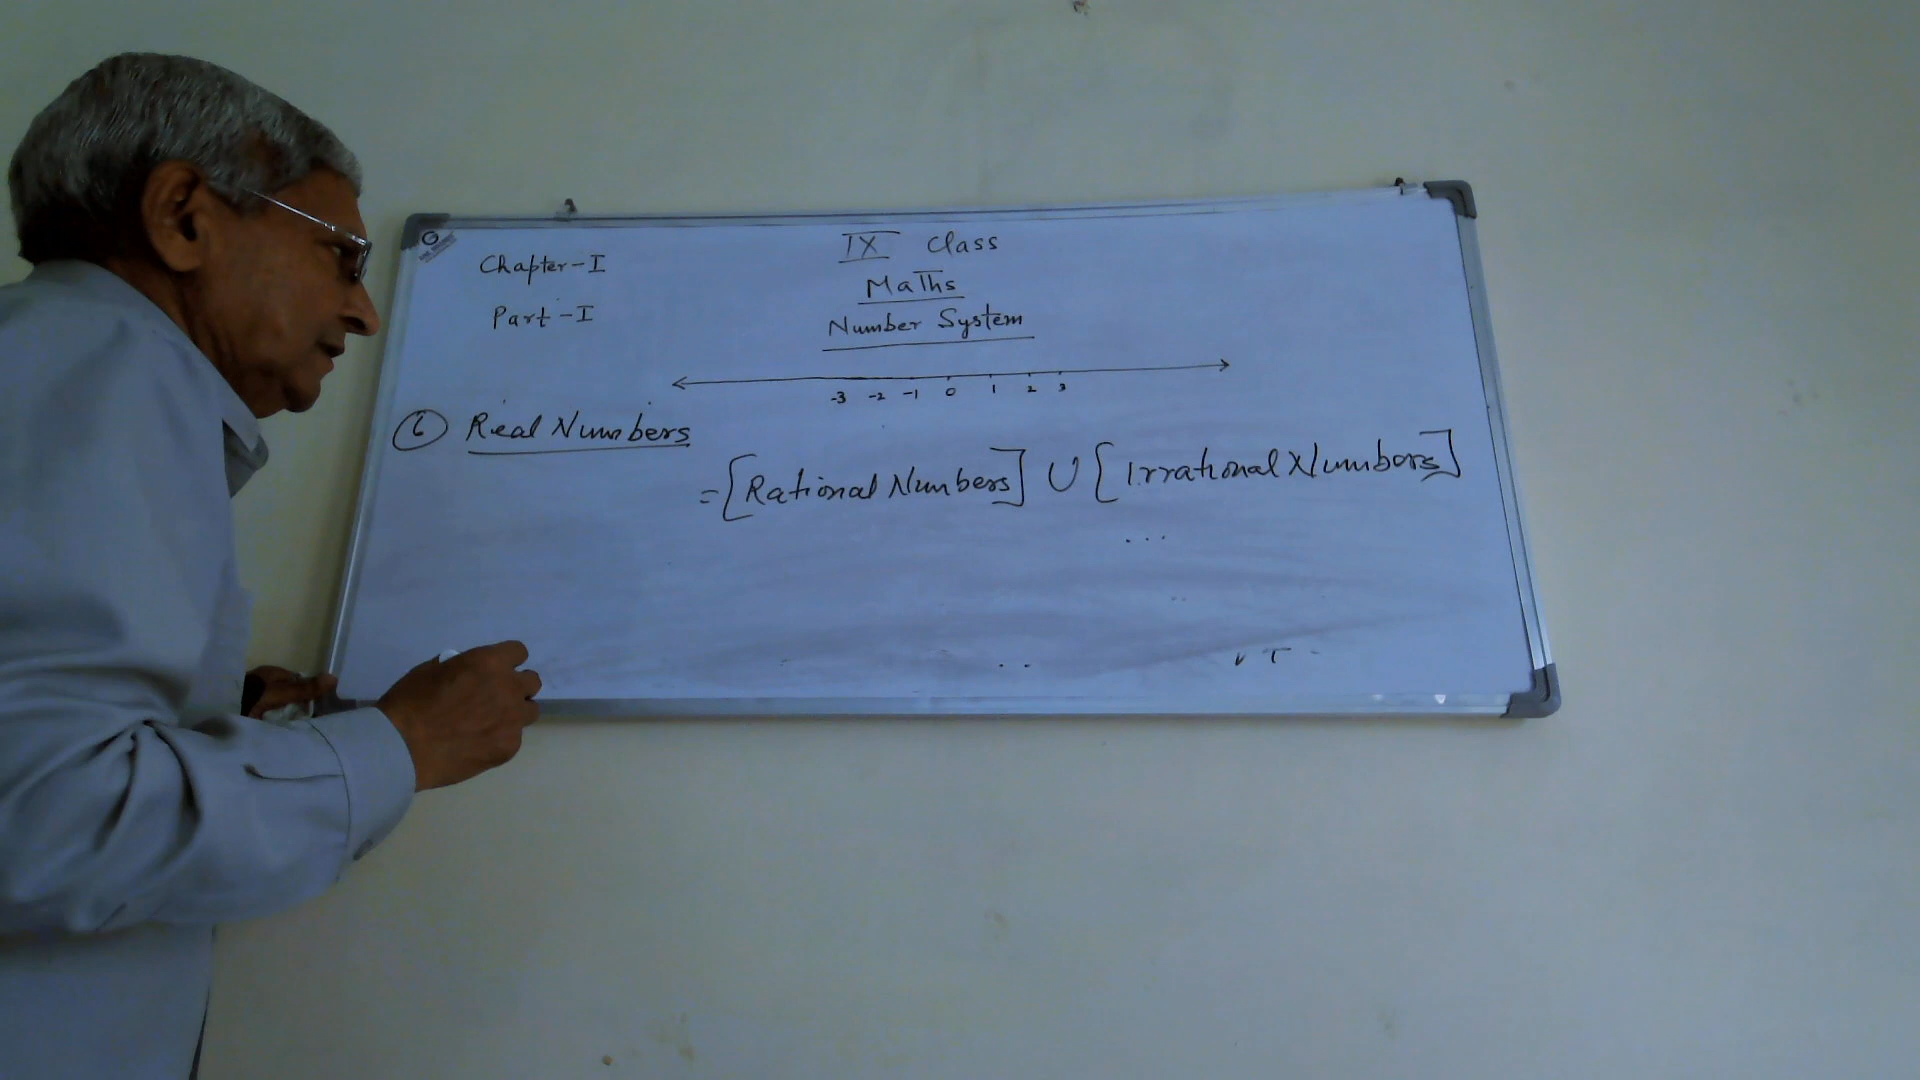 IX Class
Chapter-I
Maths
Part-I
Number System
-3 -2 -1 0 1 2 3
6 Real Numbers
= [Rational Numbers] U [Irrational Numbers]
...